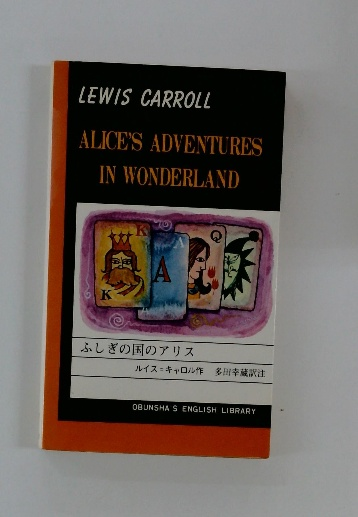 LEWIS CARROLL
ALICE'S ADVENTURES
IN WONDERLAND
K
A
A
Q
K
ふしぎの国のアリス
ルイス=キャロル作 多田幸蔵訳注
OBUNSHA'S ENGLISH LIBRARY